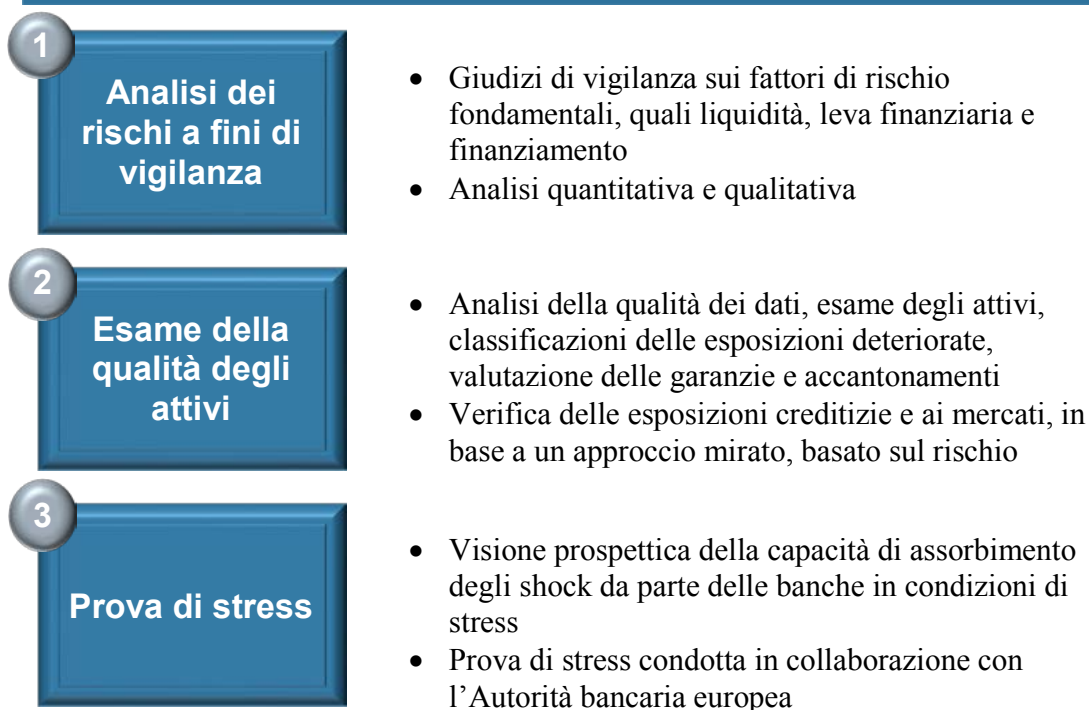 1
Analisi dei
rischi a fini di
vigilanza
• Giudizi di vigilanza sui fattori di rischio
fondamentali, quali liquidità, leva finanziaria e
finanziamento
• Analisi quantitativa e qualitativa
2
Esame della
qualità degli
attivi
• Analisi della qualità dei dati, esame degli attivi,
classificazioni delle esposizioni deteriorate,
valutazione delle garanzie e accantonamenti
• Verifica delle esposizioni creditizie e ai mercati, in
base a un approccio mirato, basato sul rischio
3
Prova di stress
• Visione prospettica della capacità di assorbimento
degli shock da parte delle banche in condizioni di
stress
• Prova di stress condotta in collaborazione con
l’Autorità bancaria europea